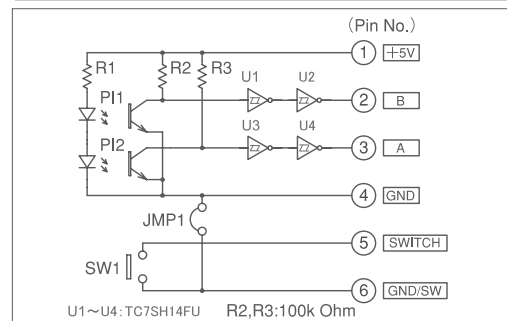 (Pin No.)
R1 R2 R3 1 +5V
U1 U2
PI1 2 B
U3 U4
PI2 3 A
4 GND
JMP1
5 SWITCH
SW1
6 GND/SW
U1～U4:TC7SH14FU R2,R3:100k Ohm